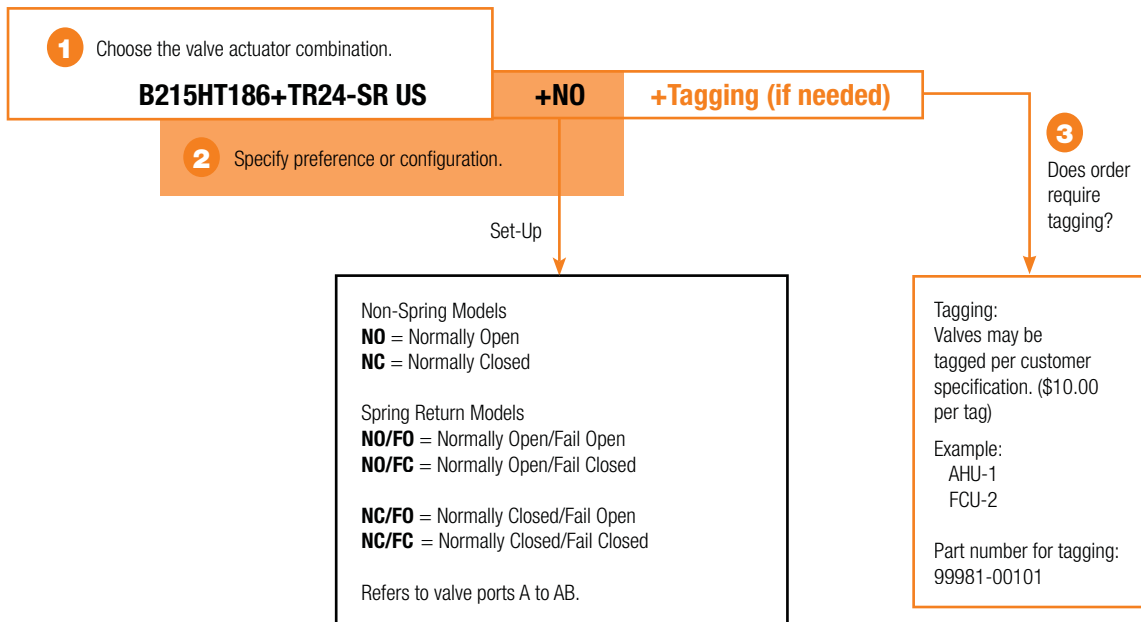 1 Choose the valve actuator combination.
B215HT186+TR24-SR US +NO +Tagging (if needed)
2 Specify preference or configuration.
3
Does order
require
tagging?
Set-Up
Non-Spring Models
NO = Normally Open
NC = Normally Closed
Spring Return Models
NO/FO = Normally Open/Fail Open
NO/FC = Normally Open/Fail Closed
NC/FO = Normally Closed/Fail Open
NC/FC = Normally Closed/Fail Closed
Refers to valve ports A to AB.
Tagging:
Valves may be
tagged per customer
specification. ($10.00
per tag)
Example:
AHU-1
FCU-2
Part number for tagging:
99981-00101